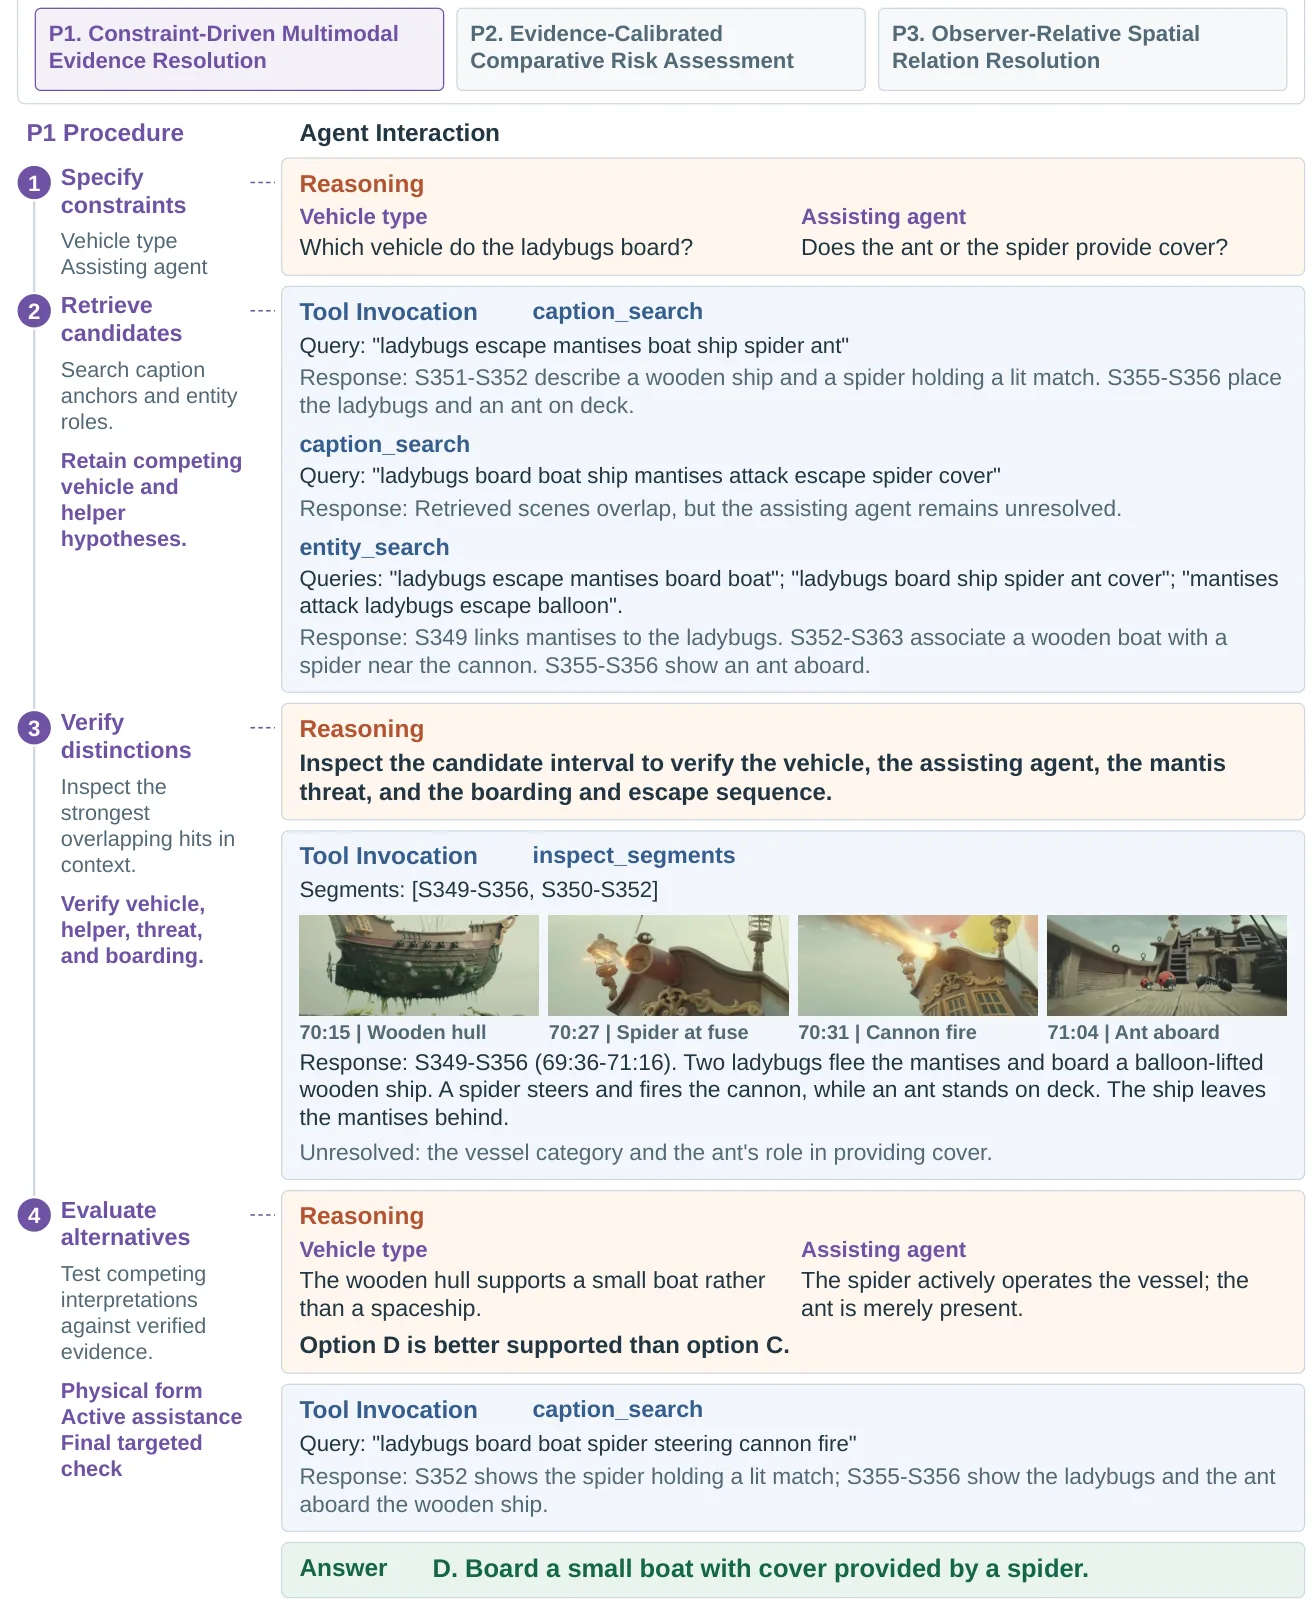 P1. Constraint-Driven Multimodal
Evidence Resolution
P2. Evidence-Calibrated
Comparative Risk Assessment
P3. Observer-Relative Spatial
Relation Resolution
P1 Procedure
Agent Interaction
1
Specify
constraints
Vehicle type
Assisting agent
Reasoning
Vehicle type
Which vehicle do the ladybugs board?
Assisting agent
Does the ant or the spider provide cover?
2
Retrieve
candidates
Search caption
anchors and entity
roles.
Retain competing
vehicle and
helper
hypotheses.
Tool Invocation caption_search
Query: "ladybugs escape mantises boat ship spider ant"
Response: S351-S352 describe a wooden ship and a spider holding a lit match. S355-S356 place
the ladybugs and an ant on deck.
caption_search
Query: "ladybugs board boat ship mantises attack escape spider cover"
Response: Retrieved scenes overlap, but the assisting agent remains unresolved.
entity_search
Queries: "ladybugs escape mantises board boat"; "ladybugs board ship spider ant cover"; "mantises
attack ladybugs escape balloon".
Response: S349 links mantises to the ladybugs. S352-S363 associate a wooden boat with a
spider near the cannon. S355-S356 show an ant aboard.
3
Verify
distinctions
Inspect the
strongest
overlapping hits in
context.
Verify vehicle,
helper, threat,
and boarding.
Reasoning
Inspect the candidate interval to verify the vehicle, the assisting agent, the mantis
threat, and the boarding and escape sequence.
Tool Invocation inspect_segments
Segments: [S349-S356, S350-S352]
70:15 | Wooden hull
70:27 | Spider at fuse
70:31 | Cannon fire
71:04 | Ant aboard
Response: S349-S356 (69:36-71:16). Two ladybugs flee the mantises and board a balloon-lifted
wooden ship. A spider steers and fires the cannon, while an ant stands on deck. The ship leaves
the mantises behind.
Unresolved: the vessel category and the ant's role in providing cover.
4
Evaluate
alternatives
Test competing
interpretations
against verified
evidence.
Physical form
Active assistance
Final targeted
check
Reasoning
Vehicle type
The wooden hull supports a small boat rather
than a spaceship.
Assisting agent
The spider actively operates the vessel; the
ant is merely present.
Option D is better supported than option C.
Tool Invocation caption_search
Query: "ladybugs board boat spider steering cannon fire"
Response: S352 shows the spider holding a lit match; S355-S356 show the ladybugs and the ant
aboard the wooden ship.
Answer D. Board a small boat with cover provided by a spider.